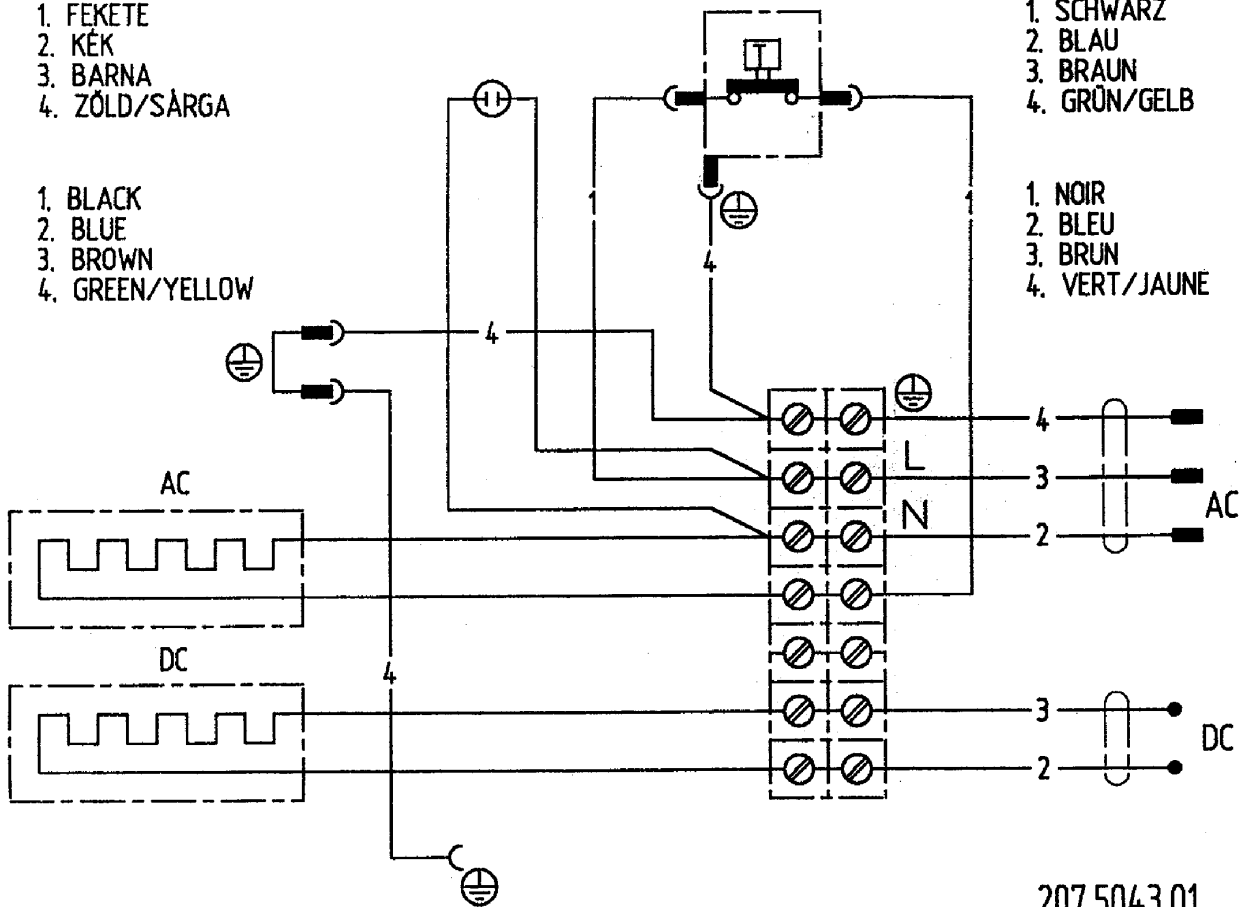 1. FEKETE
2. KÉK
3. BARNA
4. ZÖLD/SÁRGA
1. BLACK
2. BLUE
3. BROWN
4. GREEN/YELLOW
1. SCHWARZ
2. BLAU
3. BRAUN
4. GRÜN/GELB
1. NOIR
2. BLEU
3. BRUN
4. VERT/JAUNE
T
1
1
4
4
4
L
3
AC
N
2
AC
DC
4
3
DC
2
207.5043.01